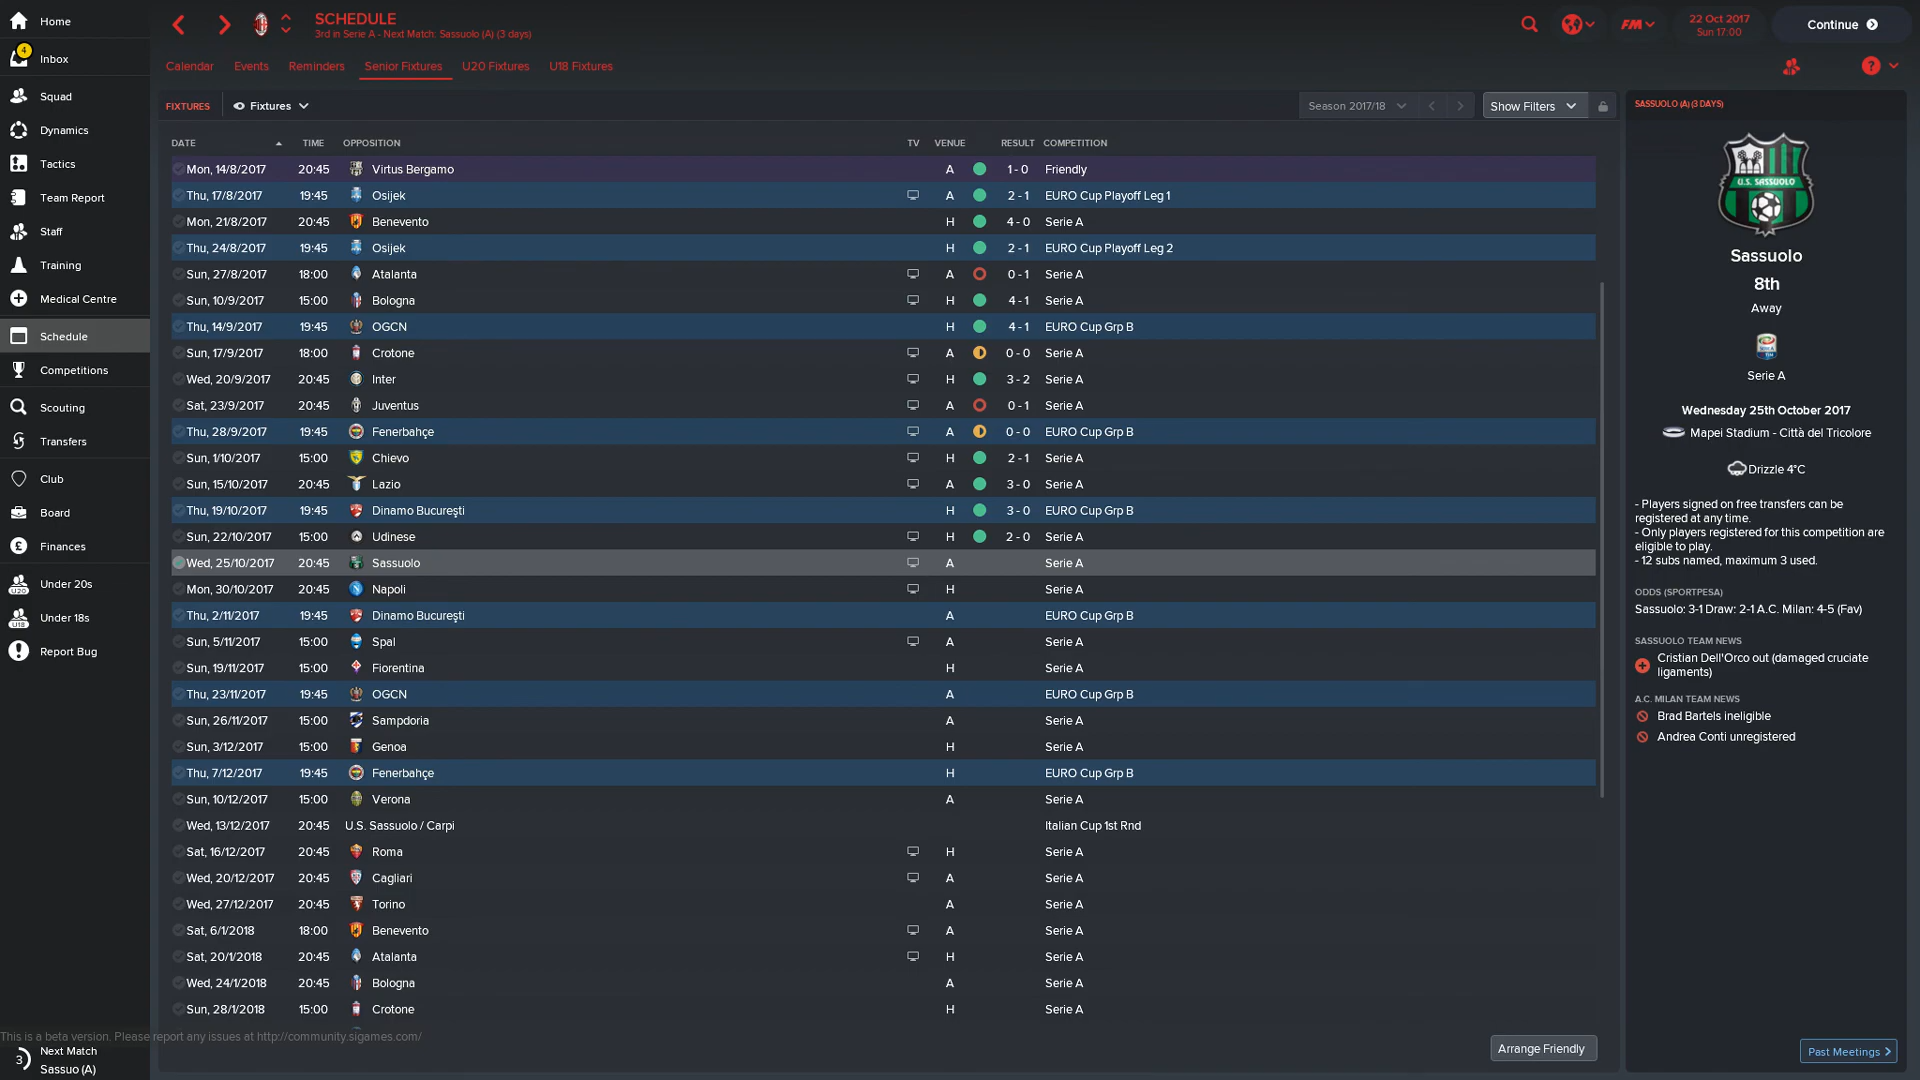 Home
Inbox
4
Squad
Dynamics
Tactics
Team Report
Staff
Training
Medical Centre
Schedule
Competitions
Scouting
Transfers
Club
Board
Finances
Under 20s
Under 18s
Report Bug
SCHEDULE
3rd in Serie A - Next Match: Sassuolo (A) (3 days)
FM
22 Oct 2017
Sun 17:00
Continue
Calendar Events Reminders Senior Fixtures U20 Fixtures U18 Fixtures
FIXTURES Fixtures Season 2017/18 Show Filters
DATE TIME OPPOSITION TV VENUE RESULT COMPETITION
Mon, 14/8/2017 20:45 Virtus Bergamo A 1 - 0 Friendly
Thu, 17/8/2017 19:45 Osijek A 2 - 1 EURO Cup Playoff Leg 1
Mon, 21/8/2017 20:45 Benevento H 4 - 0 Serie A
Thu, 24/8/2017 19:45 Osijek H 2 - 1 EURO Cup Playoff Leg 2
Sun, 27/8/2017 18:00 Atalanta A 0 - 1 Serie A
Sun, 10/9/2017 15:00 Bologna H 4 - 1 Serie A
Thu, 14/9/2017 19:45 OGCN H 4 - 1 EURO Cup Grp B
Sun, 17/9/2017 18:00 Crotone A 0 - 0 Serie A
Wed, 20/9/2017 20:45 Inter H 3 - 2 Serie A
Sat, 23/9/2017 20:45 Juventus A 0 - 1 Serie A
Thu, 28/9/2017 19:45 Fenerbahçe A 0 - 0 EURO Cup Grp B
Sun, 1/10/2017 15:00 Chievo H 2 - 1 Serie A
Sun, 15/10/2017 20:45 Lazio A 3 - 0 Serie A
Thu, 19/10/2017 19:45 Dinamo Bucureşti H 3 - 0 EURO Cup Grp B
Sun, 22/10/2017 15:00 Udinese H 2 - 0 Serie A
Wed, 25/10/2017 20:45 Sassuolo A Serie A
Mon, 30/10/2017 20:45 Napoli H Serie A
Thu, 2/11/2017 19:45 Dinamo Bucureşti A EURO Cup Grp B
Sun, 5/11/2017 15:00 Spal A Serie A
Sun, 19/11/2017 15:00 Fiorentina H Serie A
Thu, 23/11/2017 19:45 OGCN A EURO Cup Grp B
Sun, 26/11/2017 15:00 Sampdoria A Serie A
Sun, 3/12/2017 15:00 Genoa H Serie A
Thu, 7/12/2017 19:45 Fenerbahçe H EURO Cup Grp B
Sun, 10/12/2017 15:00 Verona A Serie A
Wed, 13/12/2017 20:45 U.S. Sassuolo / Carpi Italian Cup 1st Rnd
Sat, 16/12/2017 20:45 Roma H Serie A
Wed, 20/12/2017 20:45 Cagliari A Serie A
Wed, 27/12/2017 20:45 Torino A Serie A
Sat, 6/1/2018 18:00 Benevento A Serie A
Sat, 20/1/2018 20:45 Atalanta H Serie A
Wed, 24/1/2018 20:45 Bologna A Serie A
Sun, 28/1/2018 15:00 Crotone H Serie A
This is a beta version. Please report any issues at http://community.sigames.com/
3
Next Match
Sassuo (A)
Arrange Friendly
SASSUOLO (A) (3 DAYS)
U.S. SASSUOLO
Sassuolo
8th
Away
Serie A
Wednesday 25th October 2017
Mapei Stadium - Città del Tricolore
Drizzle 4°C
- Players signed on free transfers can be
registered at any time.
- Only players registered for this competition are
eligible to play.
- 12 subs named, maximum 3 used.
ODDS (SPORTPESA)
Sassuolo: 3-1 Draw: 2-1 A.C. Milan: 4-5 (Fav)
SASSUOLO TEAM NEWS
Cristian Dell'Orco out (damaged cruciate
ligaments)
A.C. MILAN TEAM NEWS
Brad Bartels ineligible
Andrea Conti unregistered
Past Meetings